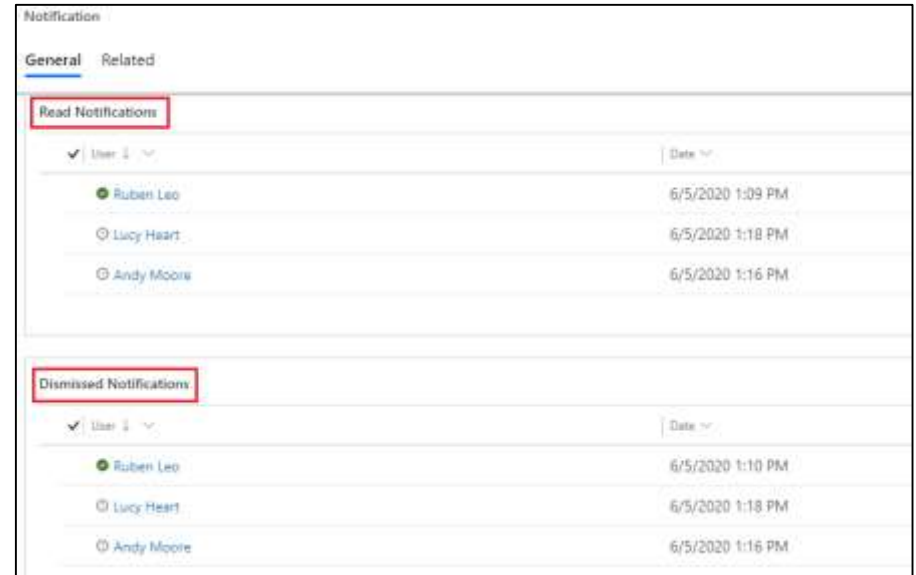 Notification
General Related
Read Notifications
User ↓
Date
Ruben Leo 6/5/2020 1:09 PM
Lucy Heart 6/5/2020 1:18 PM
Andy Moore 6/5/2020 1:16 PM
Dismissed Notifications
User ↓
Date
Ruben Leo 6/5/2020 1:10 PM
Lucy Heart 6/5/2020 1:18 PM
Andy Moore 6/5/2020 1:16 PM